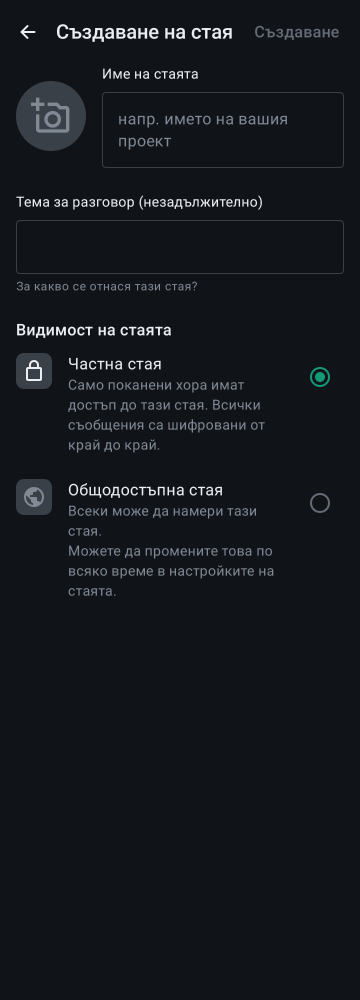 Създаване на стая
Създаване
Име на стаята
напр. името на вашия
проект
Тема за разговор (незадължително)
За какво се отнася тази стая?
Видимост на стаята
Частна стая
Само поканени хора имат
достъп до тази стая. Всички
съобщения са шифровани от
край до край.
Общодостъпна стая
Всеки може да намери тази
стая.
Можете да промените това по
всяко време в настройките на
стаята.